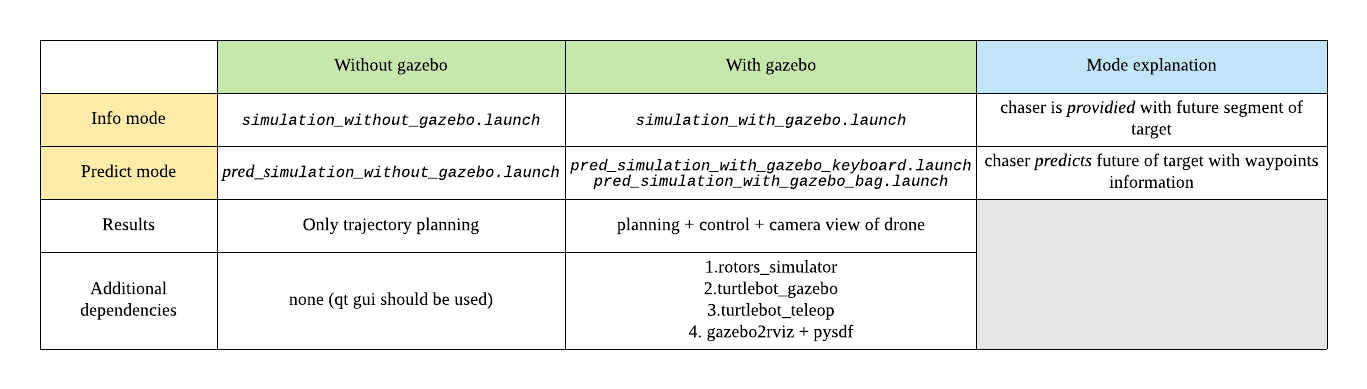 Without gazebo
With gazebo
Mode explanation
Info mode
simulation_without_gazebo.launch
simulation_with_gazebo.launch
chaser is providied with future segment of
target
Predict mode
pred_simulation_without_gazebo.launch
pred_simulation_with_gazebo_keyboard.launch
pred_simulation_with_gazebo_bag.launch
chaser predicts future of target with waypoints
information
Results
Only trajectory planning
planning + control + camera view of drone
Additional
dependencies
none (qt gui should be used)
1.rotors_simulator
2.turtlebot_gazebo
3.turtlebot_teleop
4. gazebo2rviz + pysdf